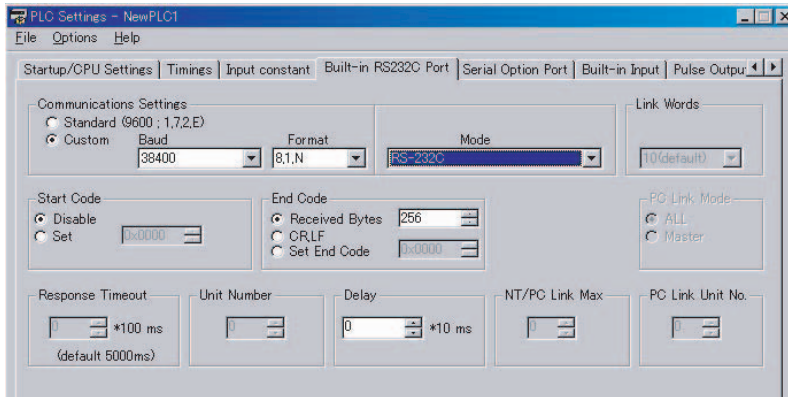 PLC Settings - NewPLC1
File Options Help
Startup/CPU Settings Timings Input constant Built-in RS232C Port Serial Option Port Built-in Input Pulse Outpu
Communications Settings
Standard (9600 ; 1,7,2,E)
Custom
Baud
38400
Format
8,1,N
Mode
RS-232C
Link Words
10(default)
Start Code
Disable
Set
0x0000
End Code
Received Bytes
256
CR,LF
Set End Code
0x0000
PC Link Mode
ALL
Master
Response Timeout
0 *100 ms
(default 5000ms)
Unit Number
0
Delay
0 *10 ms
NT/PC Link Max
0
PC Link Unit No.
0